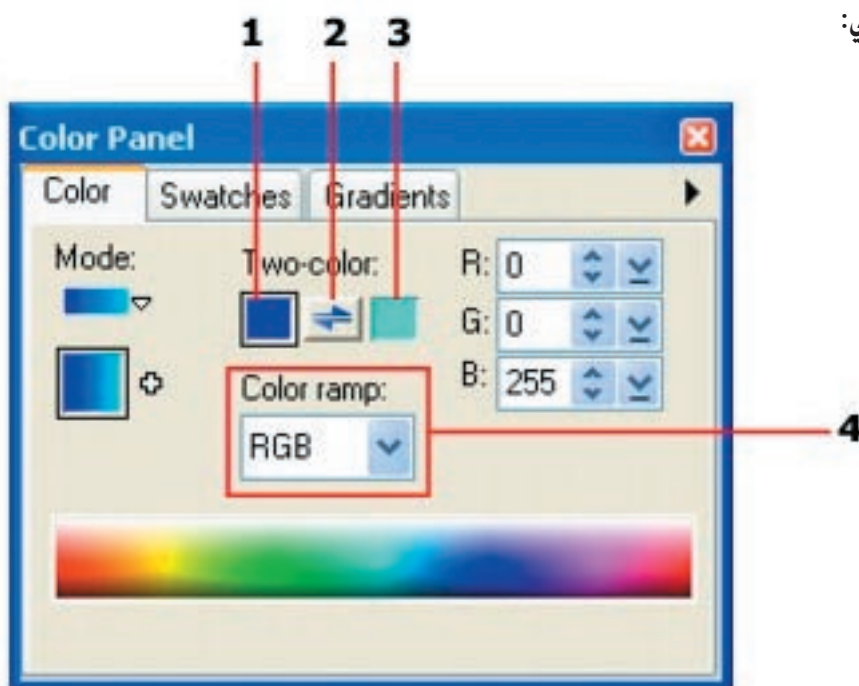 ي:
1 2 3
Color Panel
Color Swatches Gradients
Mode: Two-color: R: 0
G: 0
B: 255
Color ramp:
RGB
4